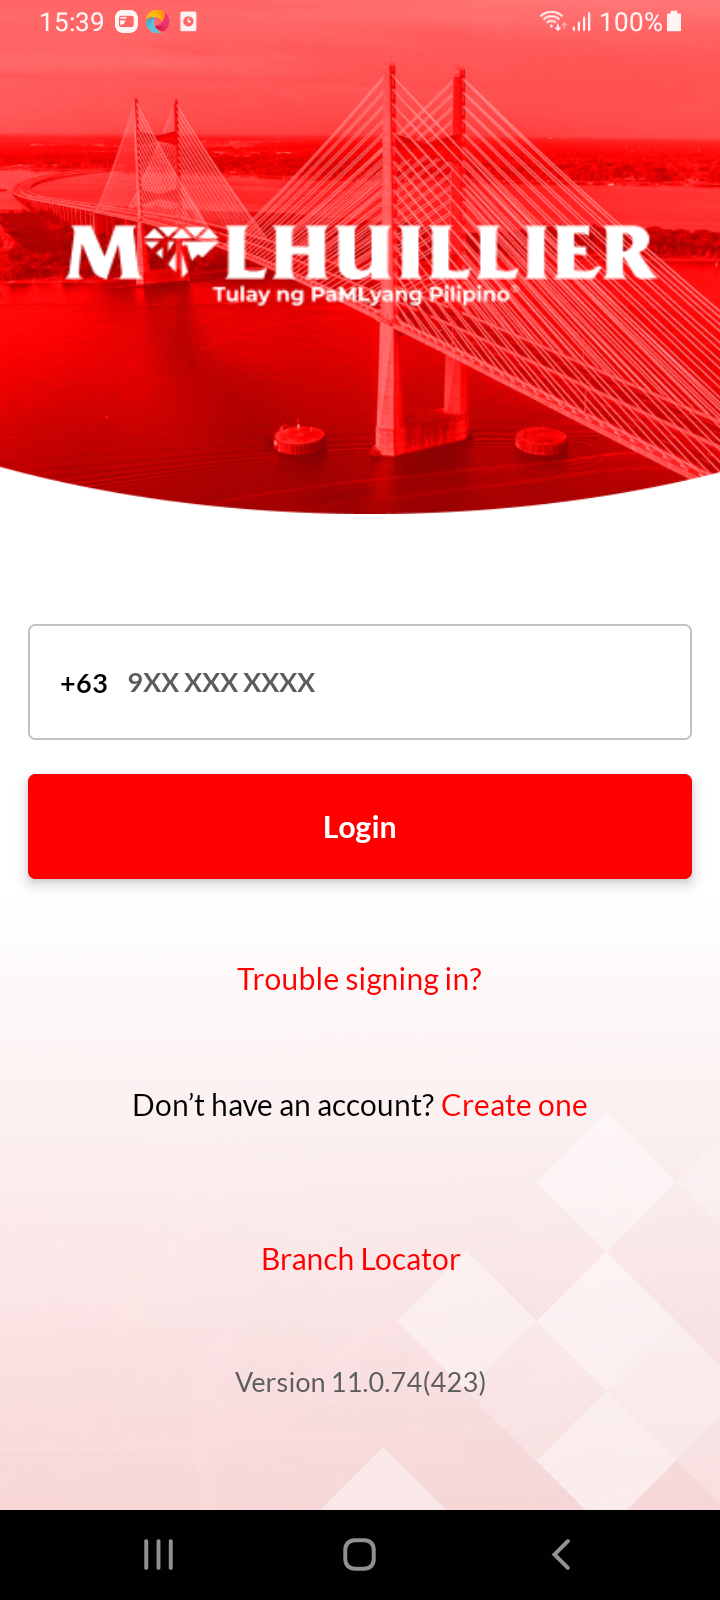 15:39
100%
M LHUILLIER
Tulay ng PaMLyang Pilipino
+63 9XX XXX XXXX
Login
Trouble signing in?
Don't have an account? Create one
Branch Locator
Version 11.0.74(423)